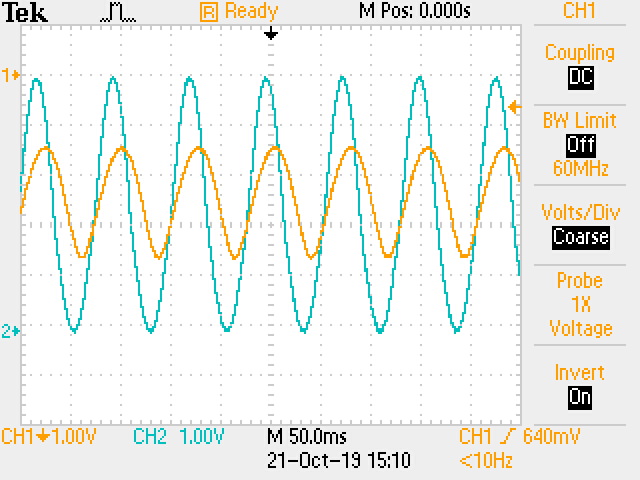 Tek R Ready M Pos: 0.000s CH1
Coupling
DC
BW Limit
Off
60MHz
Volts/Div
Coarse
Probe
1X
Voltage
Invert
On
1
2
CH1 1.00V CH2 1.00V M 50.0ms CH1 640mV
21-Oct-19 15:10 <10Hz